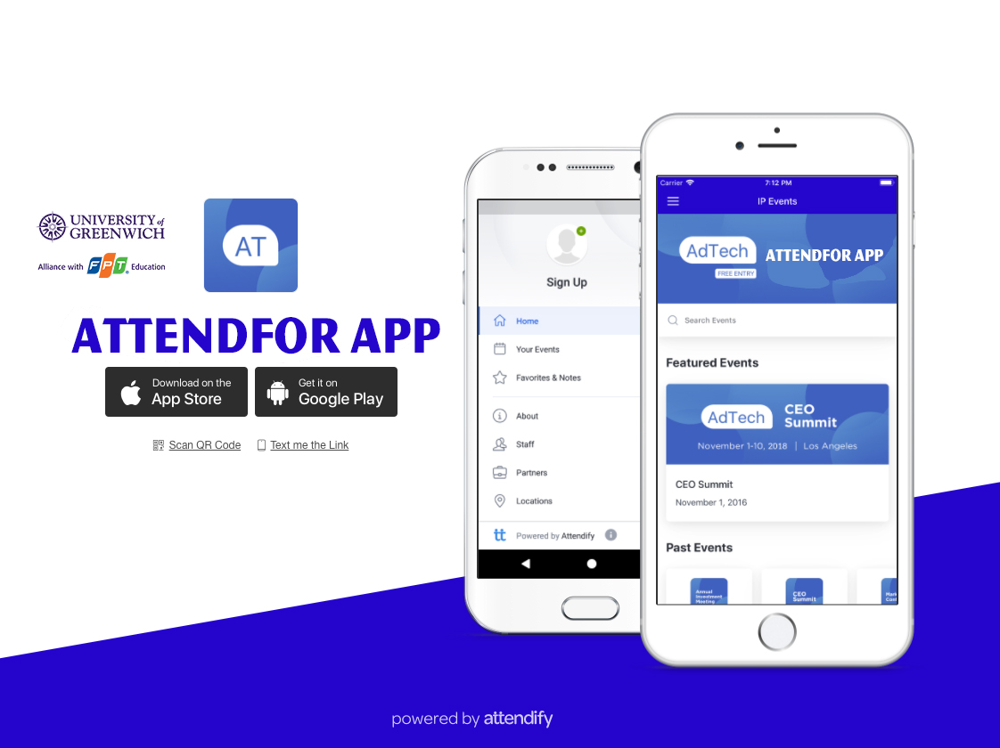 UNIVERSITY of
GREENWICH
Alliance with FPT Education
AT
ATTENDFOR APP
Download on the
App Store
Get it on
Google Play
Scan QR Code
Text me the Link
Sign Up
Home
Your Events
Favorites & Notes
About
Staff
Partners
Locations
tt Powered by Attendify
Carrier 7:12 PM
IP Events
AdTech ATTENDFOR APP
FREE ENTRY
Search Events
Featured Events
AdTech
CEO
Summit
November 1-10, 2018 | Los Angeles
CEO Summit
November 1, 2016
Past Events
Annual
Investment
Meeting
CEO
Summit
powered by attendify